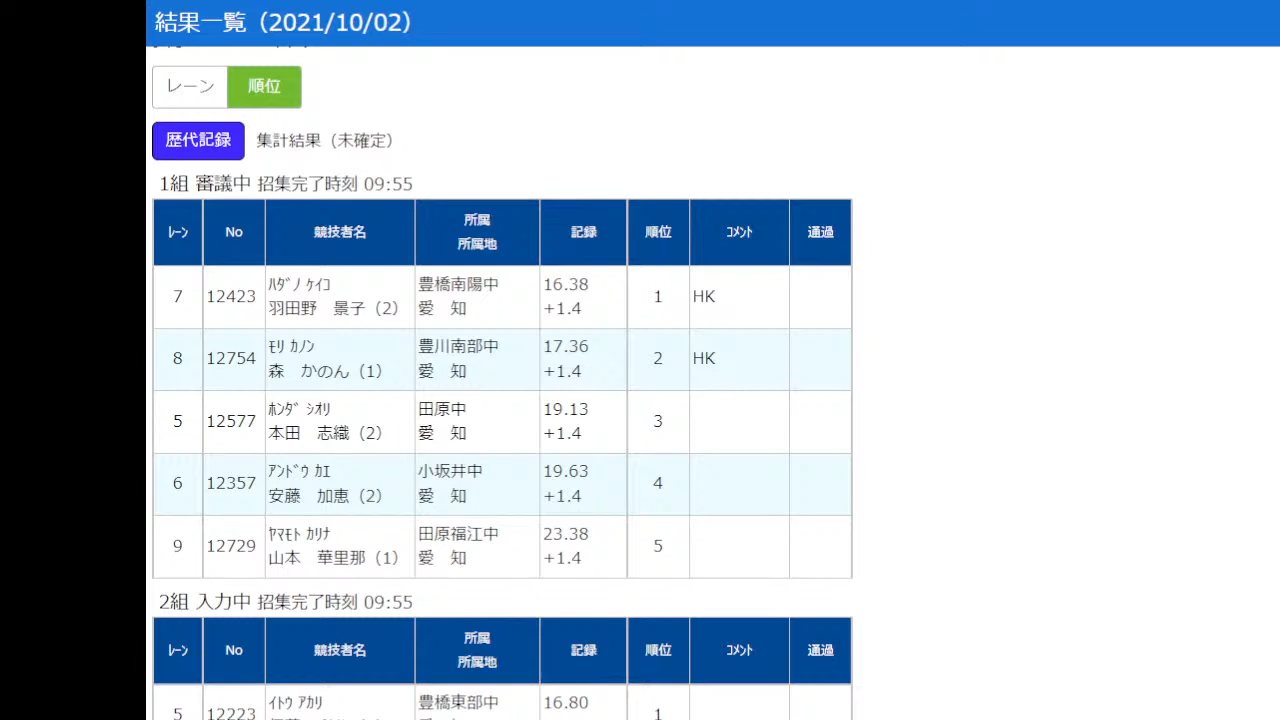 結果一覧（2021/10/02）
レーン 順位
歴代記録 集計結果（未確定）
1組 審議中 招集完了時刻 09:55
ﾚｰﾝ No 競技者名 所属 所属地 記録 順位 ｺﾒﾝﾄ 通過
7 12423 ﾊﾀﾞﾉ ｹｲｺ 豊橋南陽中 16.38 1 HK
羽田野　景子（2） 愛　知 +1.4
8 12754 ﾓﾘ ｶﾉﾝ 豊川南部中 17.36 2 HK
森　かのん（1） 愛　知 +1.4
5 12577 ﾎﾝﾀﾞ ｼｵﾘ 田原中 19.13 3
本田　志織（2） 愛　知 +1.4
6 12357 ｱﾝﾄﾞｳ ｶｴ 小坂井中 19.63 4
安藤　加恵（2） 愛　知 +1.4
9 12729 ﾔﾏﾓﾄ ｶﾘﾅ 田原福江中 23.38 5
山本　華里那（1） 愛　知 +1.4
2組 入力中 招集完了時刻 09:55
ﾚｰﾝ No 競技者名 所属 所属地 記録 順位 ｺﾒﾝﾄ 通過
5 12223 ｲﾄｳ ｱｶﾘ 豊橋東部中 16.80 1